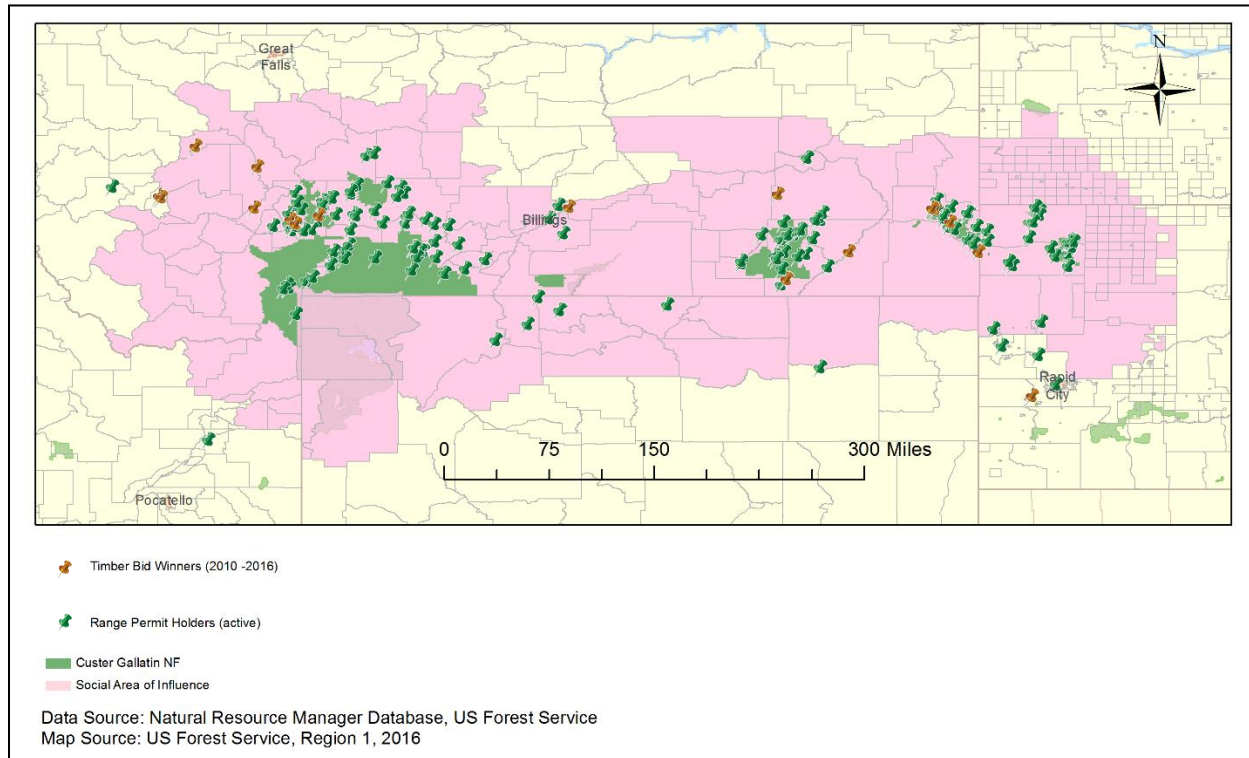 Great
Falls
N
Billings
Rapid
City
0 75 150 300 Miles
Pocatello
Timber Bid Winners (2010 -2016)
Range Permit Holders (active)
Custer Gallatin NF
Social Area of Influence
Data Source: Natural Resource Manager Database, US Forest Service
Map Source: US Forest Service, Region 1, 2016